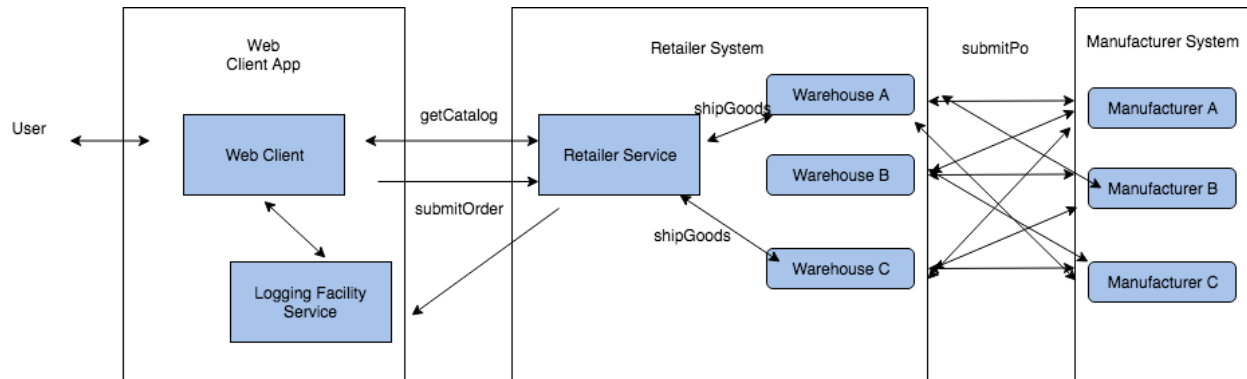 User
Web
Client App
Web Client
Logging Facility
Service
getCatalog
submitOrder
Retailer System
Retailer Service
shipGoods
shipGoods
Warehouse A
Warehouse B
Warehouse C
submitPo
Manufacturer System
Manufacturer A
Manufacturer B
Manufacturer C